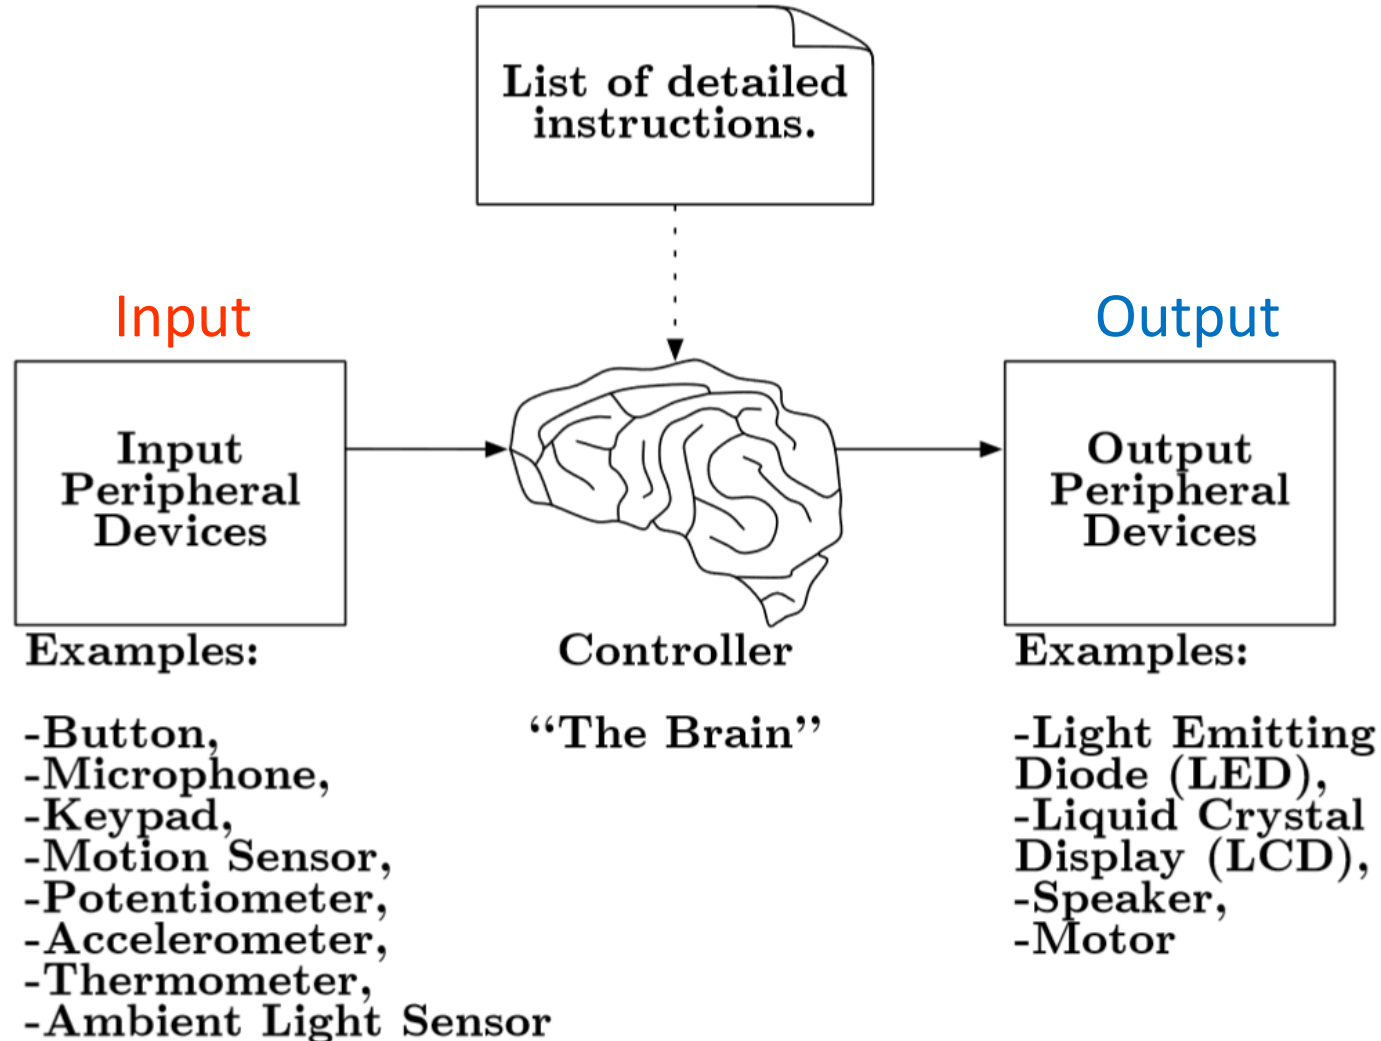 List of detailed
instructions.
Input
Input
Peripheral
Devices
Examples:
-Button,
-Microphone,
-Keypad,
-Motion Sensor,
-Potentiometer,
-Accelerometer,
-Thermometer,
-Ambient Light Sensor
Controller
“The Brain”
Output
Output
Peripheral
Devices
Examples:
-Light Emitting
Diode (LED),
-Liquid Crystal
Display (LCD),
-Speaker,
-Motor